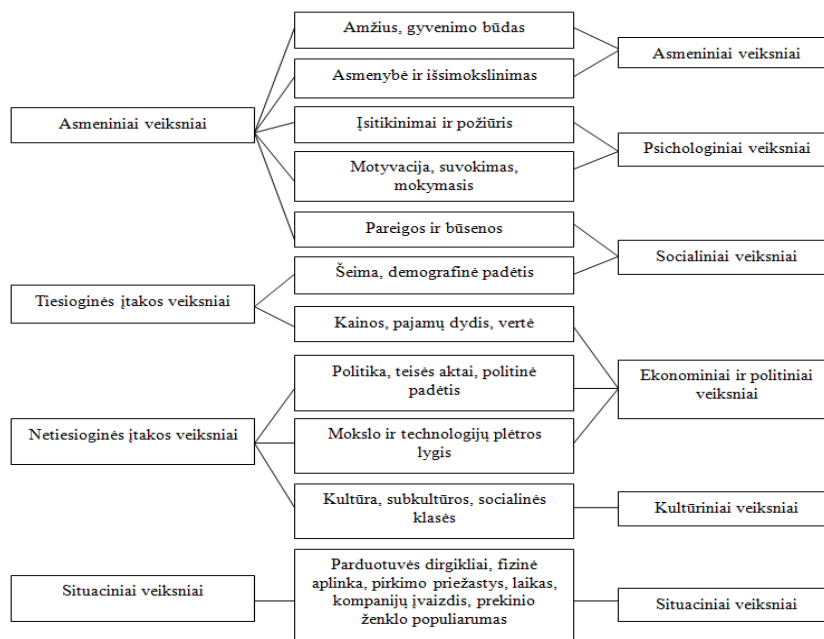 Amžius, gyvenimo būdas
Asmeniniai veiksniai
Asmenybė ir išsimokslinimas
Asmeniniai veiksniai
Įsitikinimai ir požiūris
Psichologiniai veiksniai
Motyvacija, suvokimas,
mokymasis
Pareigos ir būsenos
Socialiniai veiksniai
Šeima, demografinė padėtis
Tiesioginės įtakos veiksniai
Kainos, pajamų dydis, vertė
Politika, teisės aktai, politinė
padėtis
Ekonominiai ir politiniai
veiksniai
Netiesioginės įtakos veiksniai
Mokslo ir technologijų plėtros
lygis
Kultūra, subkultūros, socialinės
klasės
Kultūriniai veiksniai
Parduotuvės dirgikliai, fizinė
aplinka, pirkimo priežastys, laikas,
kompanijų įvaizdis, prekinio
ženklo populiarumas
Situaciniai veiksniai
Situaciniai veiksniai